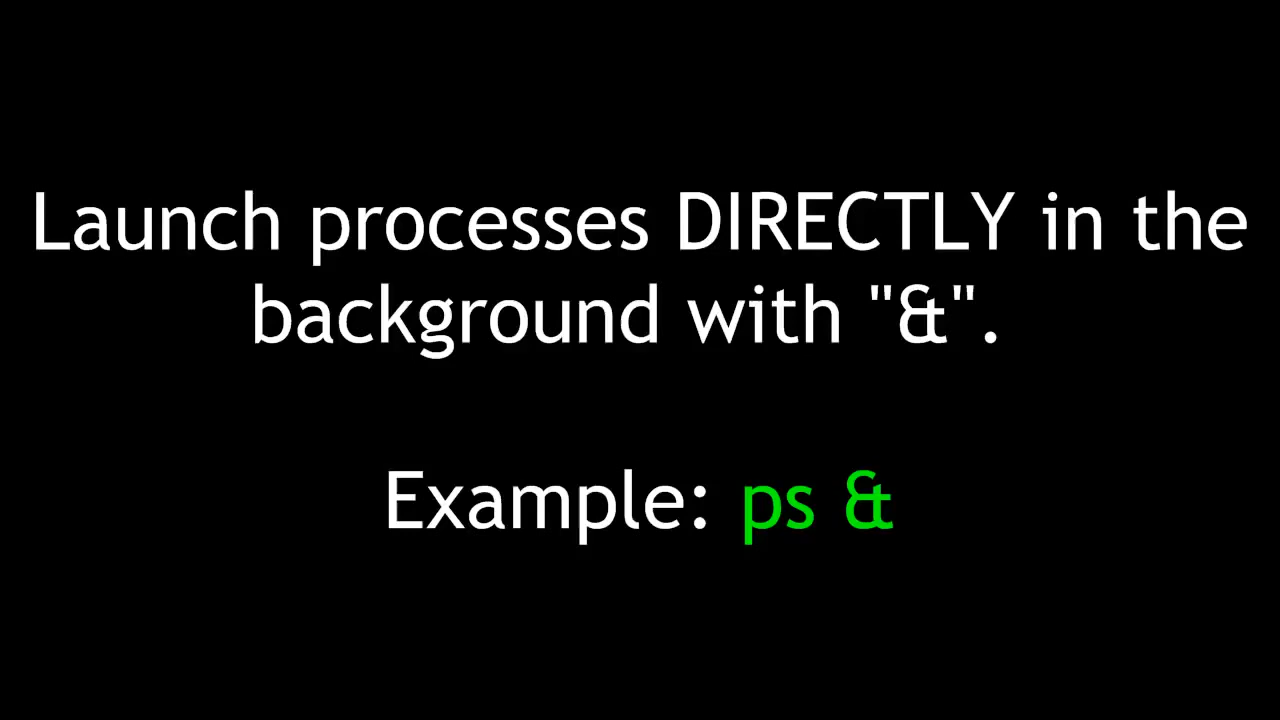 Launch processes DIRECTLY in the
background with "&".
Example: ps &